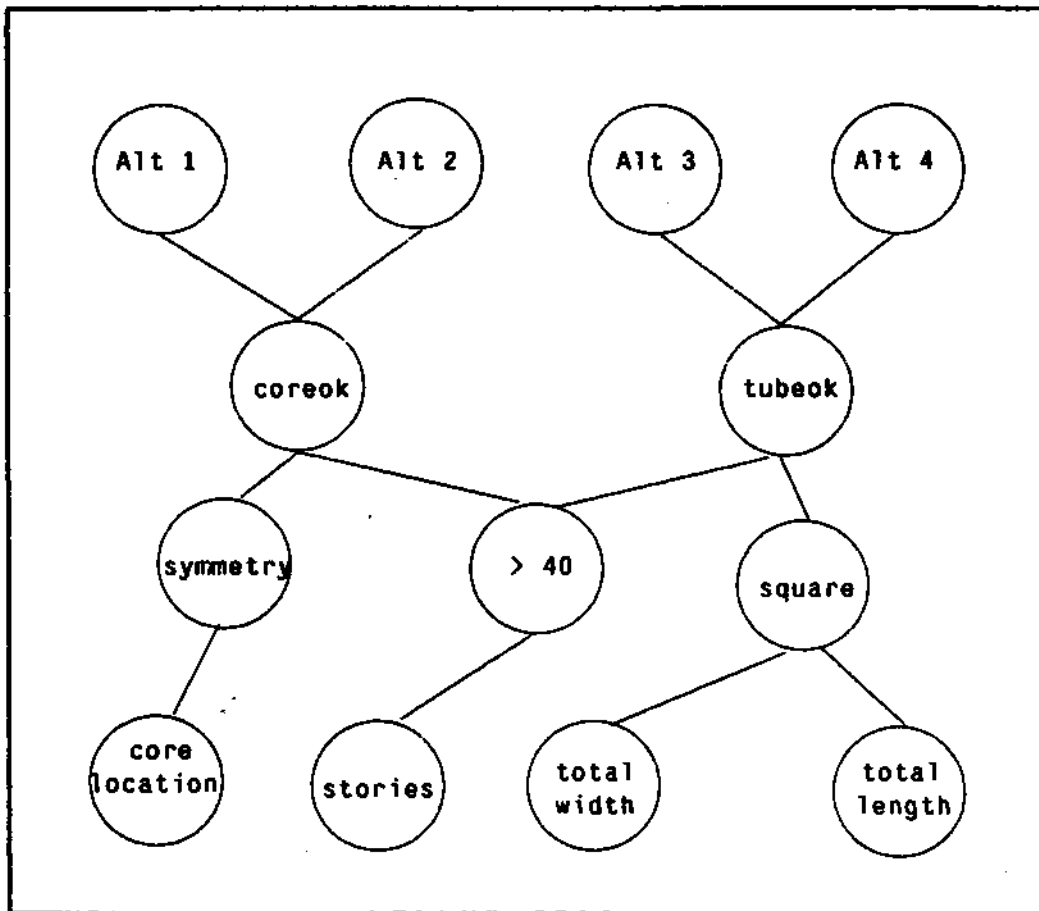 Alt 1
Alt 2
Alt 3
Alt 4
coreok
tubeok
symmetry
> 40
square
core
location
stories
total
width
total
length